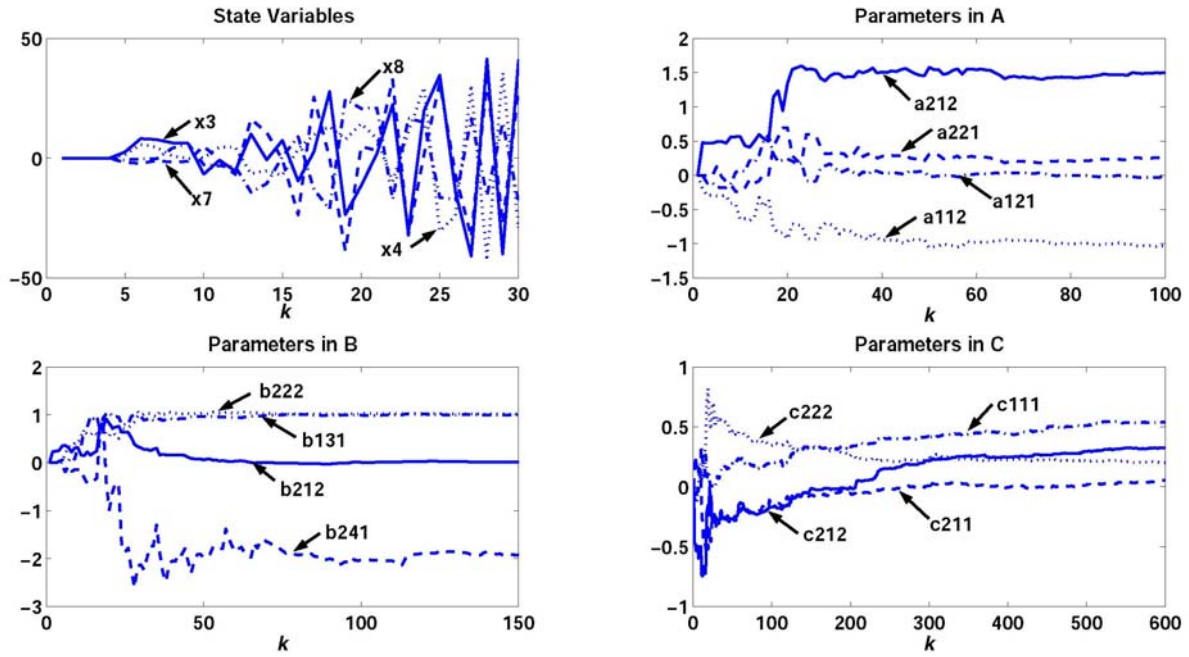 State Variables
50
0
−50
x3
x7
x8
x4
0 5 10 15 20 25 30
k
Parameters in A
2
1.5
1
0.5
0
−0.5
−1
−1.5
a212
a221
a121
a112
0 20 40 60 80 100
k
Parameters in B
2
1
0
−1
−2
−3
b222
b131
b212
b241
0 50 100 150
k
Parameters in C
1
0.5
0
−0.5
−1
c222
c111
c212
c211
0 100 200 300 400 500 600
k